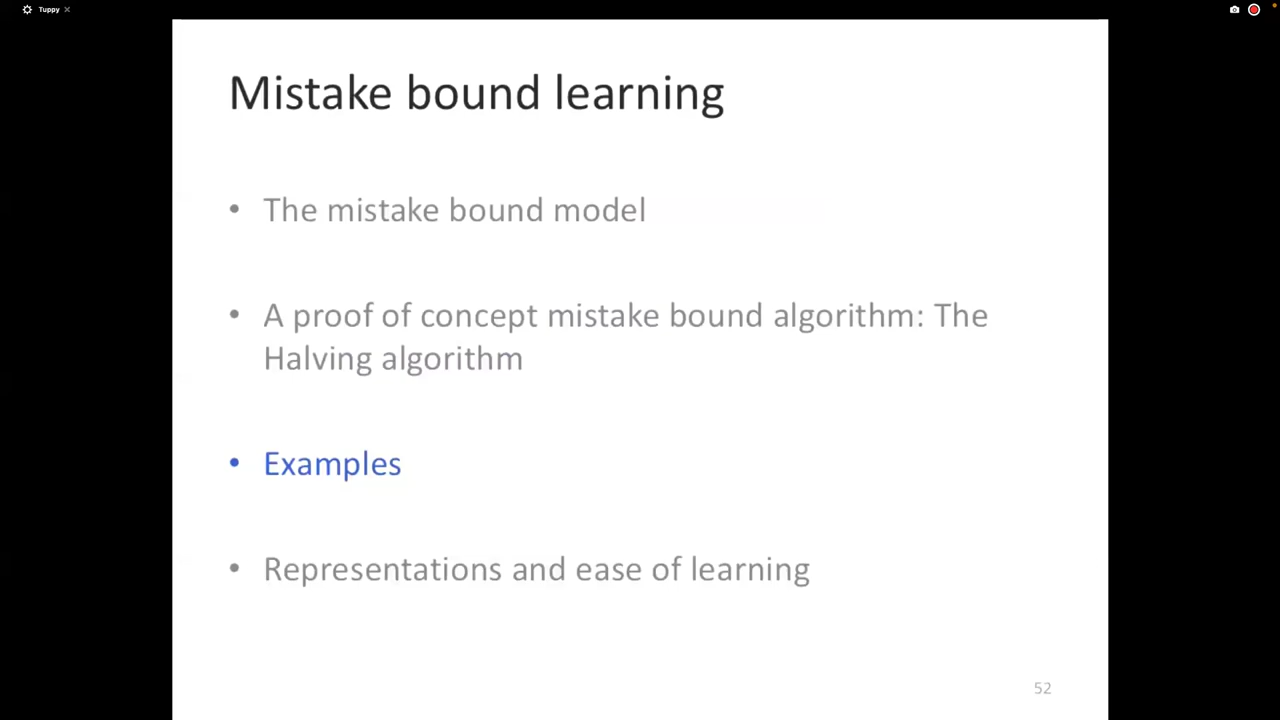 Tuppy
Mistake bound learning
• The mistake bound model
• A proof of concept mistake bound algorithm: The
Halving algorithm
• Examples
• Representations and ease of learning
52